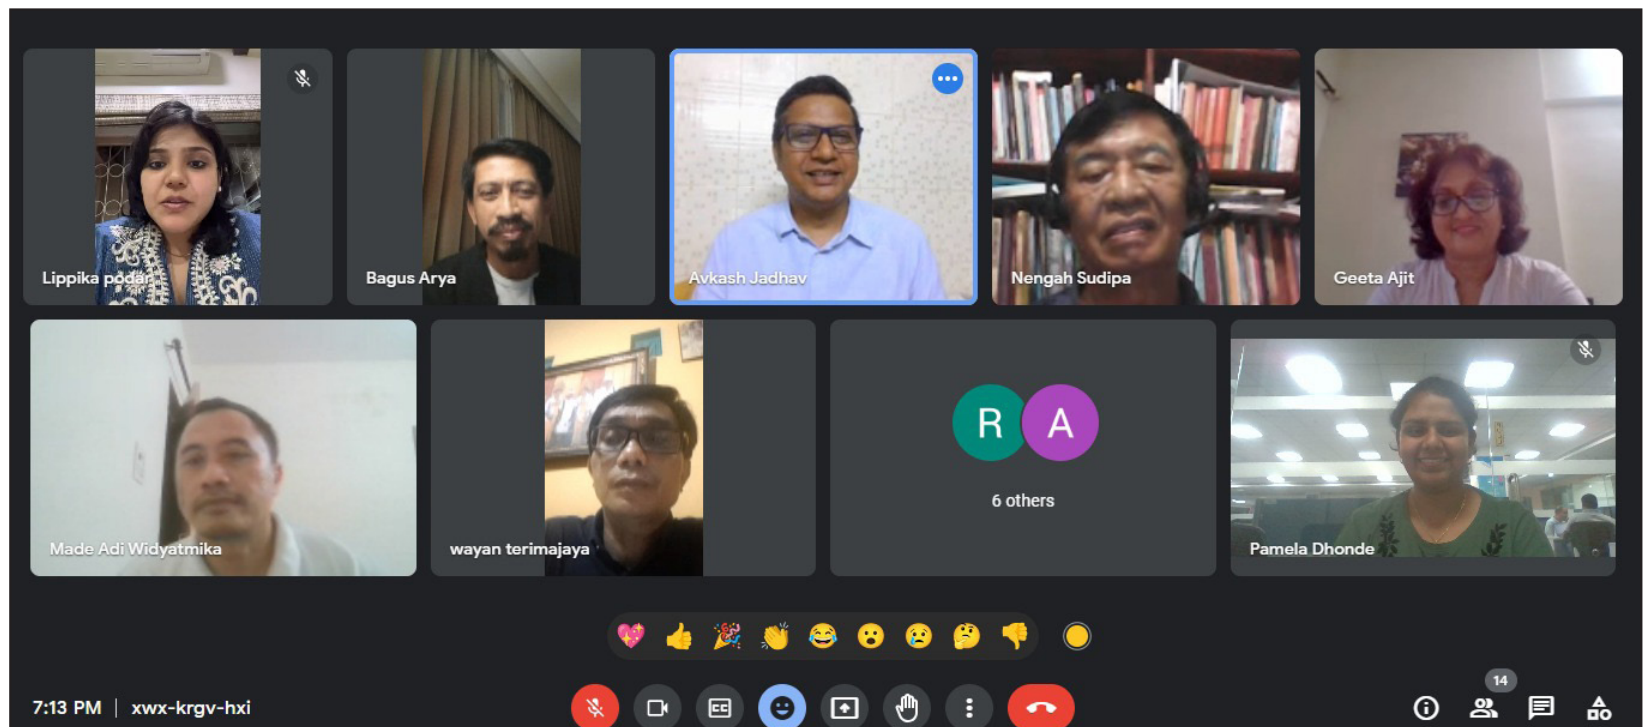 Lippika podar
Bagus Arya
Avkash Jadhav
Nengah Sudipa
Geeta Ajit
Made Adi Widyatmika
wayan terimajaya
R A
6 others
Pamela Dhonde
14
7:13 PM | xwx-krgv-hxi
CC